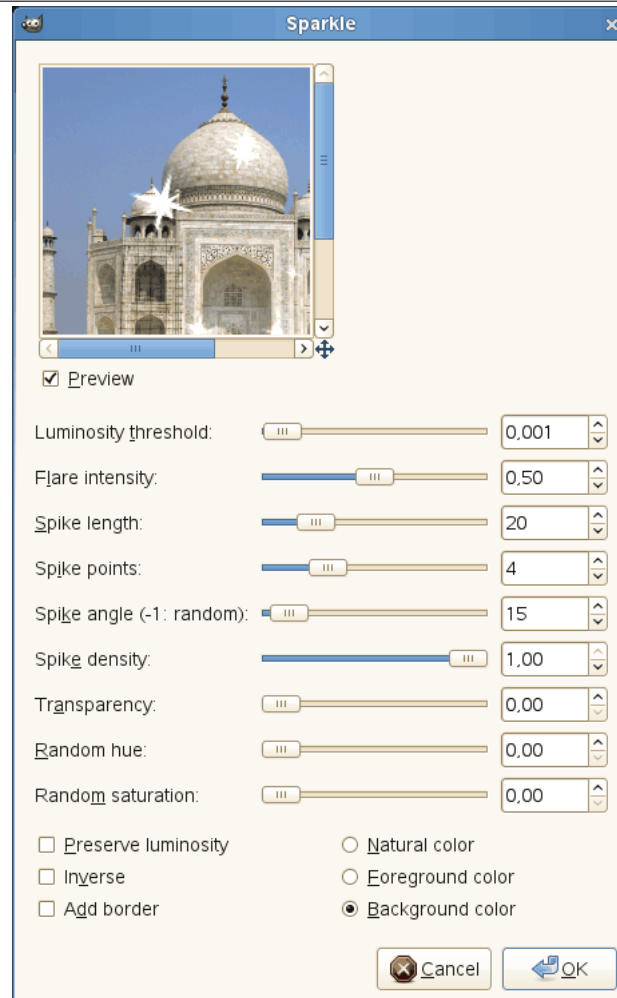 Sparkle
Preview
Luminosity threshold: 0,001
Flare intensity: 0,50
Spike length: 20
Spike points: 4
Spike angle (-1: random): 15
Spike density: 1,00
Transparency: 0,00
Random hue: 0,00
Random saturation: 0,00
Preserve luminosity Natural color
Inverse Foreground color
Add border Background color
Cancel OK